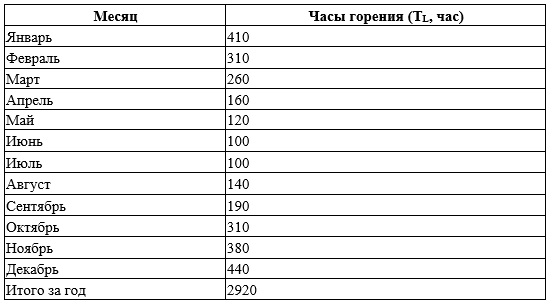 Месяц Часы горения (TL, час)
Январь 410
Февраль 310
Март 260
Апрель 160
Май 120
Июнь 100
Июль 100
Август 140
Сентябрь 190
Октябрь 310
Ноябрь 380
Декабрь 440
Итого за год 2920